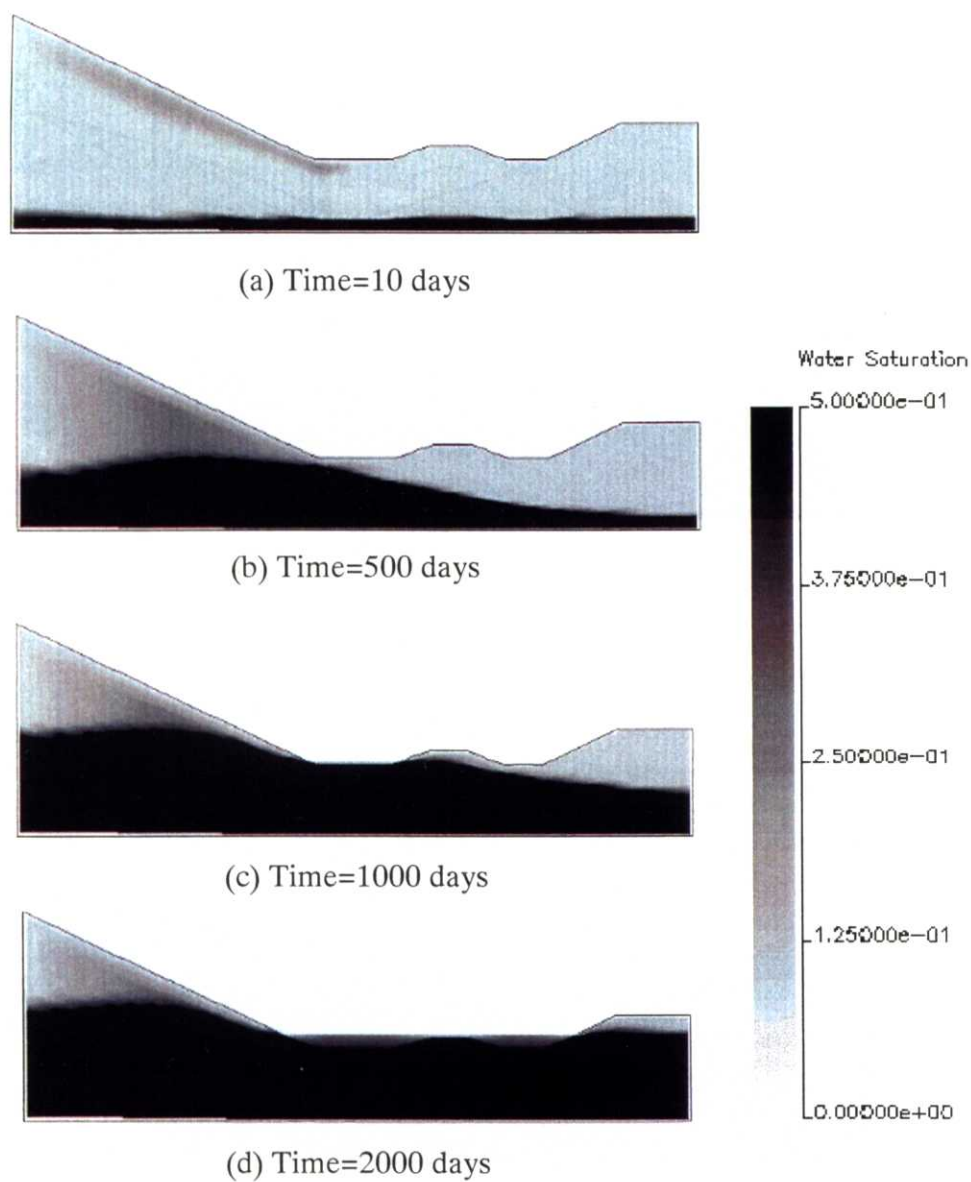 (a) Time=10 days
(b) Time=500 days
(c) Time=1000 days
(d) Time=2000 days
Water Saturation
5.00000e-01
3.75000e-01
2.50000e-01
1.25000e-01
0.00000e+00